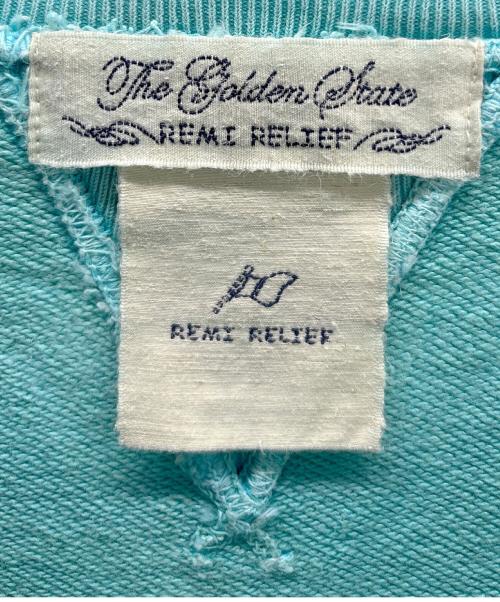 The Golden State
REMI RELIEF
REMI RELIEF